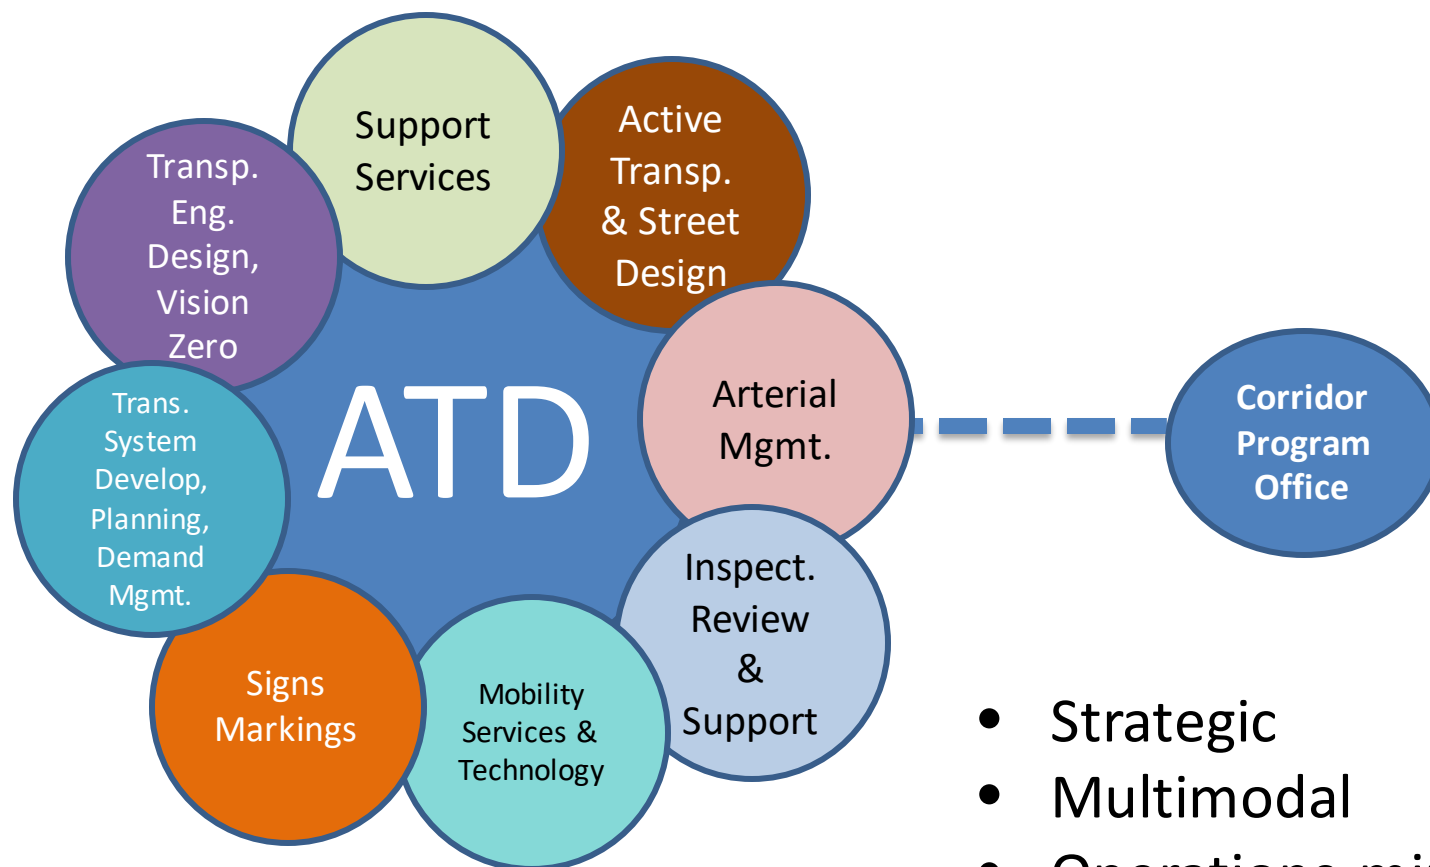 Support
Services
Active
Transp.
& Street
Design
Transp.
Eng.
Design,
Vision
Zero
ATD
Arterial
Mgmt.
Corridor
Program
Office
Trans.
System
Develop,
Planning,
Demand
Mgmt.
Inspect.
Review
&
Support
Signs
Markings
Mobility
Services &
Technology
• Strategic
• Multimodal
• Operations